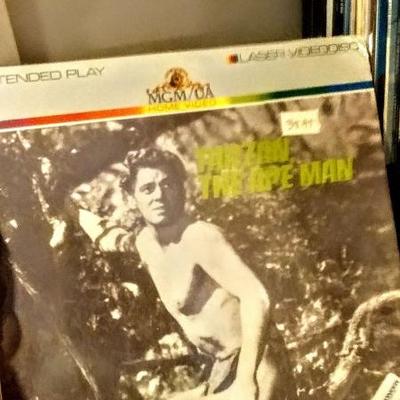 TENDED PLAY
LASER VIDEODISC
MGM/UA
HOME VIDEO
TARZAN
THE APE MAN